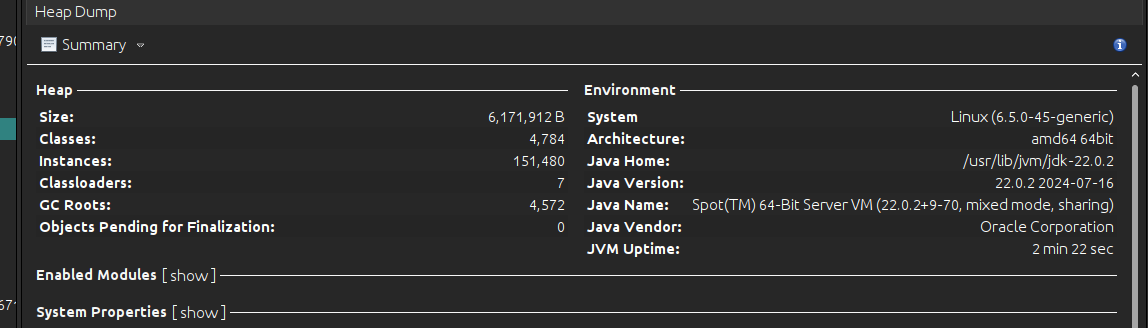 Heap Dump
790
Summary
Heap
Size: 6,171,912 B
Classes: 4,784
Instances: 151,480
Classloaders: 7
GC Roots: 4,572
Objects Pending for Finalization: 0
Environment
System Linux (6.5.0-45-generic)
Architecture: amd64 64bit
Java Home: /usr/lib/jvm/jdk-22.0.2
Java Version: 22.0.2 2024-07-16
Java Name: Spot(TM) 64-Bit Server VM (22.0.2+9-70, mixed mode, sharing)
Java Vendor: Oracle Corporation
JVM Uptime: 2 min 22 sec
Enabled Modules [ show ]
System Properties [ show ]
671